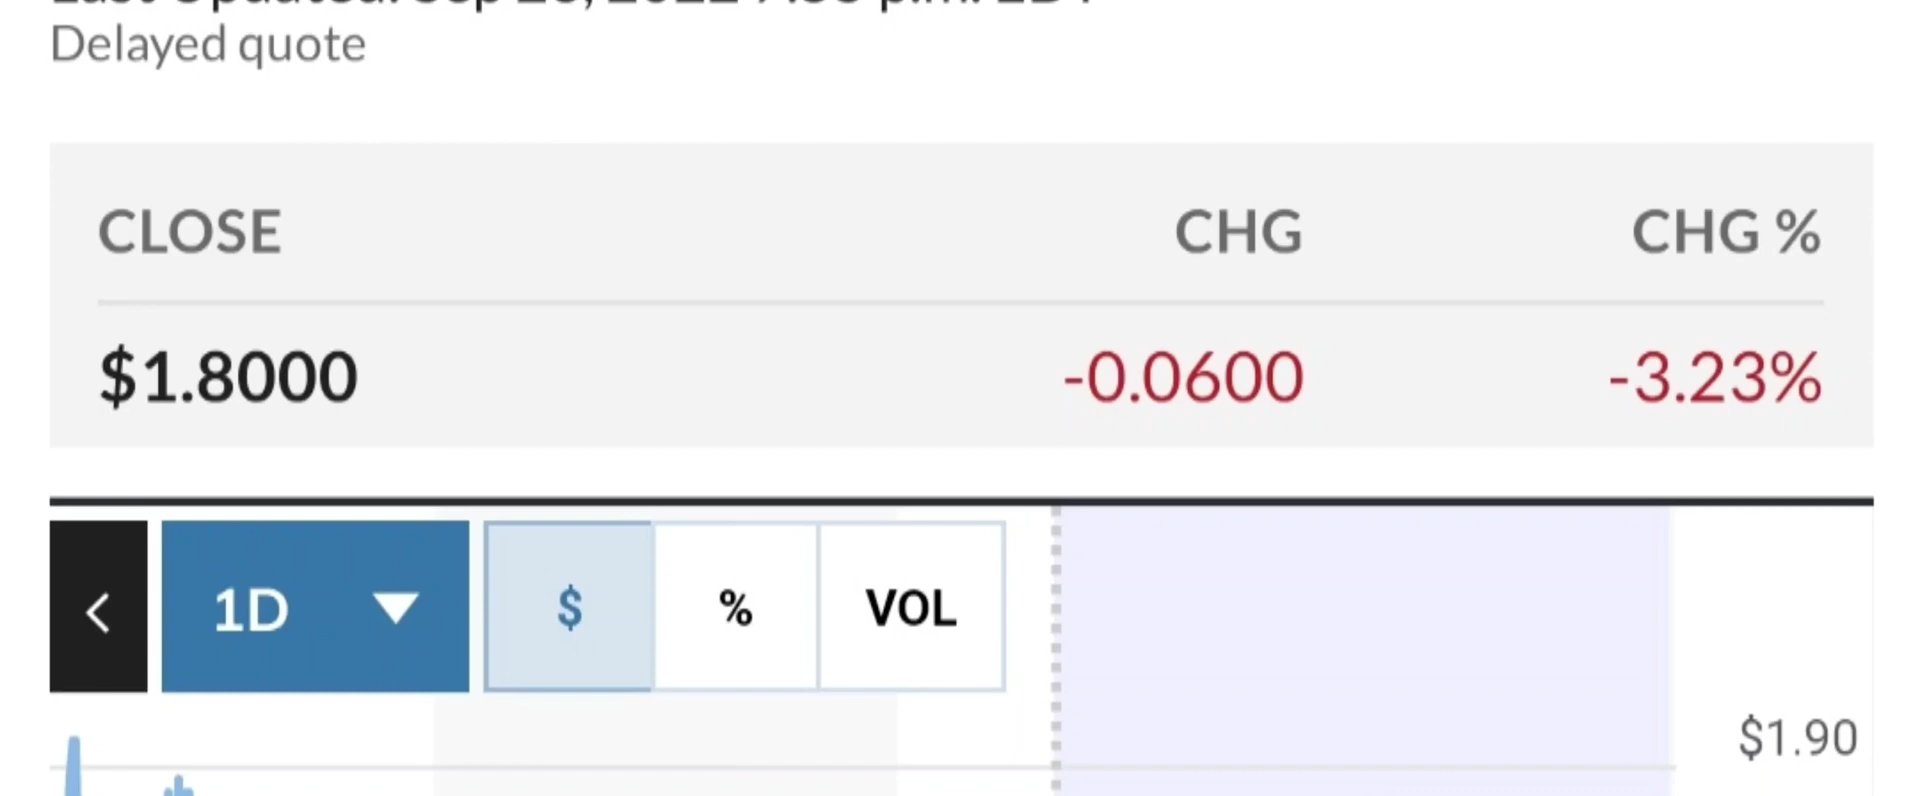 Delayed quote
CLOSE CHG CHG %
$1.8000 -0.0600 -3.23%
1D $ % VOL
$1.90